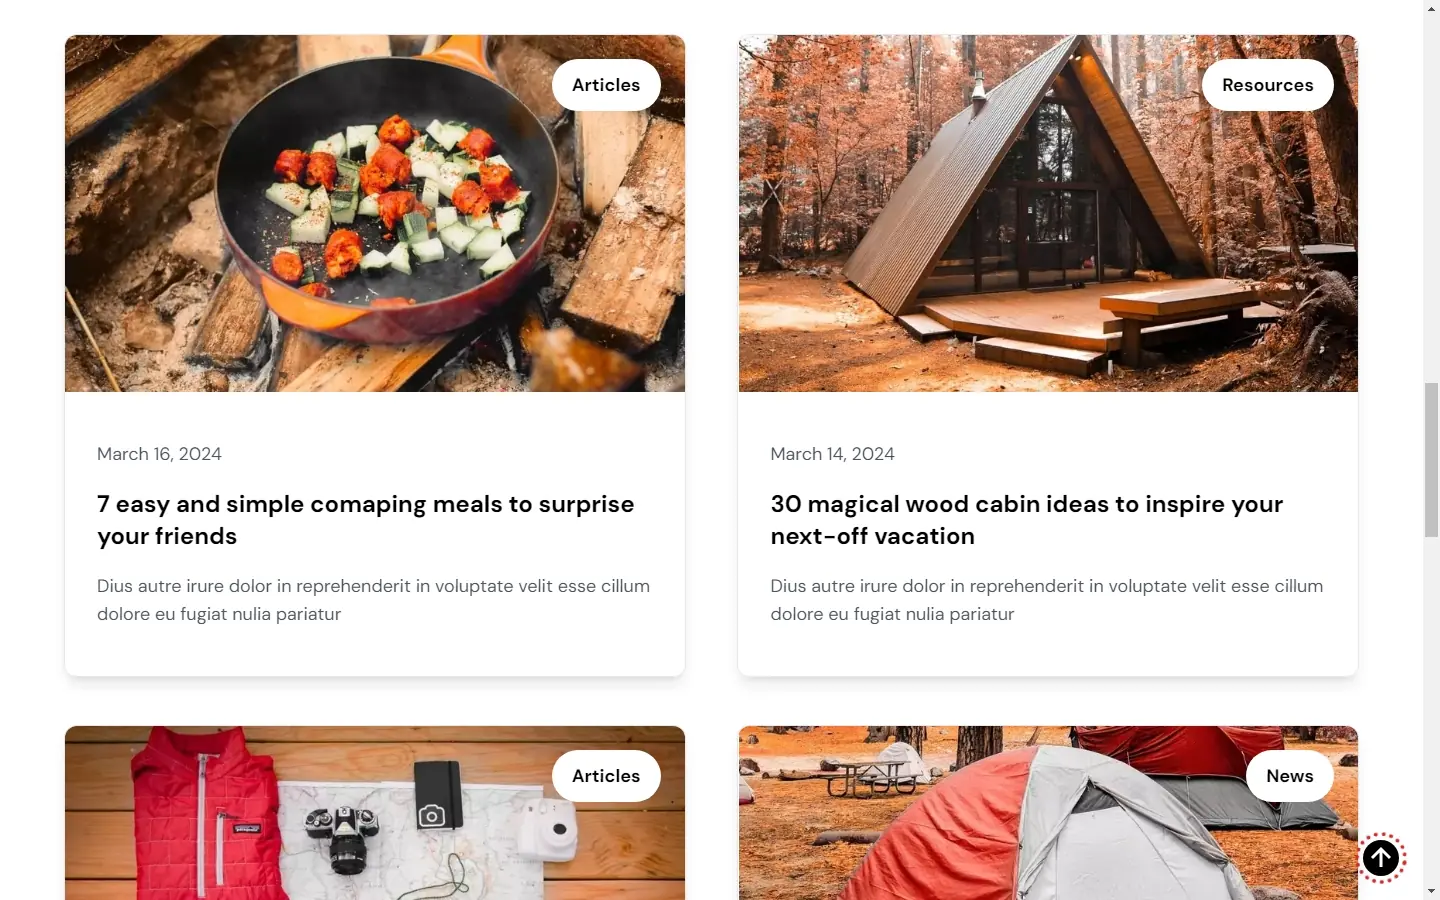 Articles
Resources
March 16, 2024
7 easy and simple comaping meals to surprise
your friends
Dius autre irure dolor in reprehenderit in voluptate velit esse cillum
dolore eu fugiat nulia pariatur
March 14, 2024
30 magical wood cabin ideas to inspire your
next-off vacation
Dius autre irure dolor in reprehenderit in voluptate velit esse cillum
dolore eu fugiat nulia pariatur
Articles
News